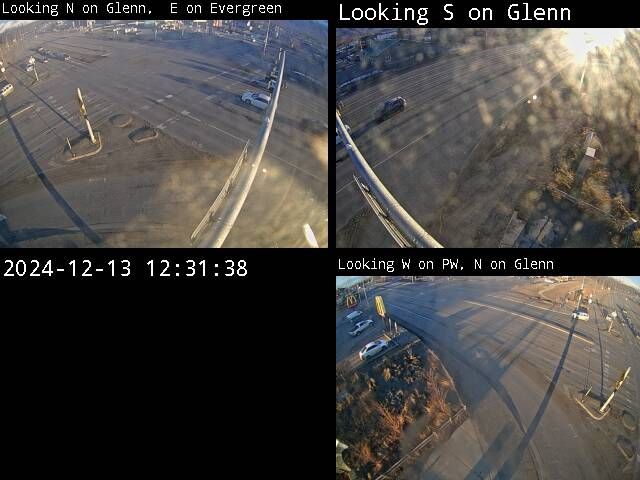 Looking N on Glenn,  E on Evergreen
Looking S on Glenn
2024-12-13 12:31:38
Looking W on PW, N on Glenn